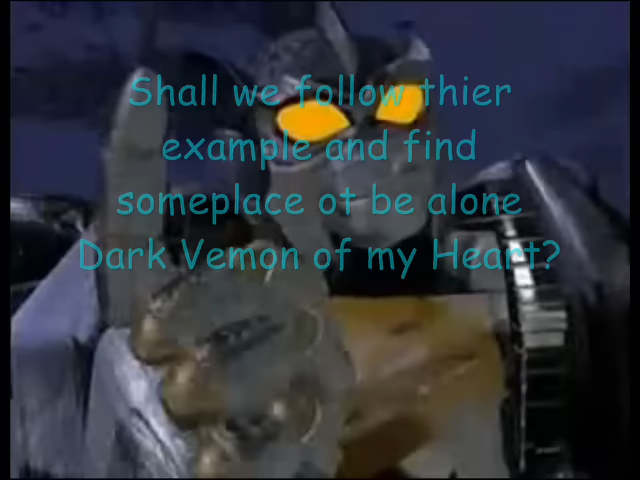 Shall we follow thier
example and find
someplace ot be alone
Dark Vemon of my Heart?